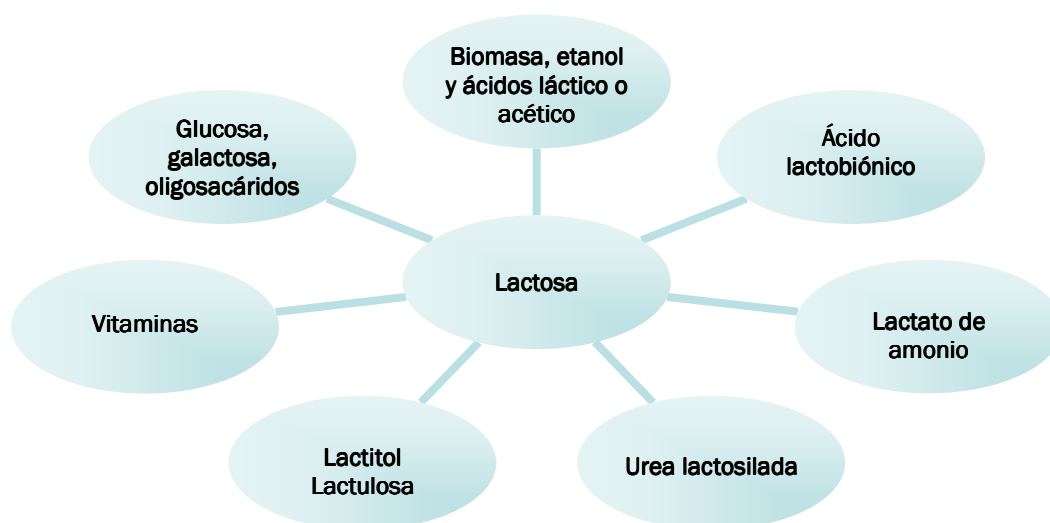 Biomasa, etanol
y ácidos láctico o
acético
Glucosa,
galactosa,
oligosacáridos
Ácido
lactobiónico
Lactosa
Vitaminas
Lactato de
amonio
Lactitol
Lactulosa
Urea lactosilada